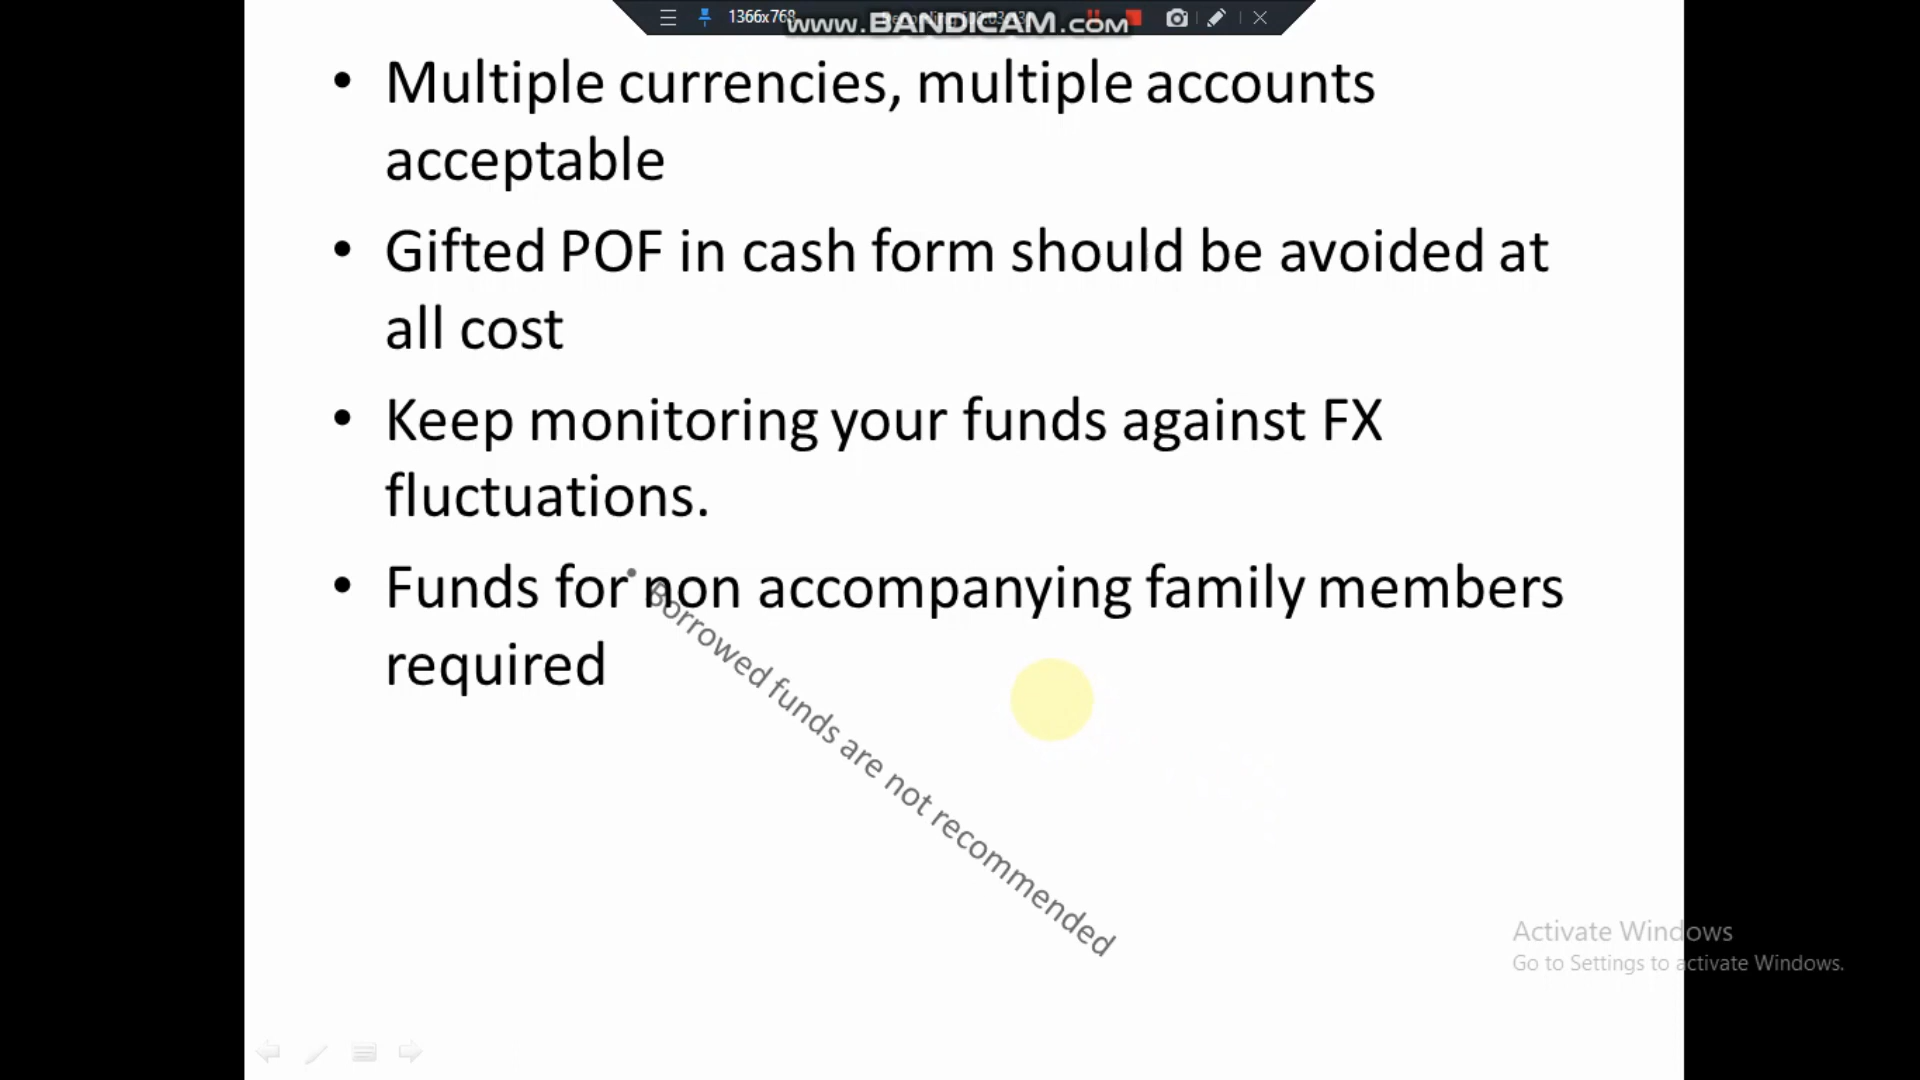 1366x768
www.BANDICAM.com
• Multiple currencies, multiple accounts
acceptable
• Gifted POF in cash form should be avoided at
all cost
• Keep monitoring your funds against FX
fluctuations.
• Funds for non accompanying family members
required
• Borrowed funds are not recommended
Activate Windows
Go to Settings to activate Windows.